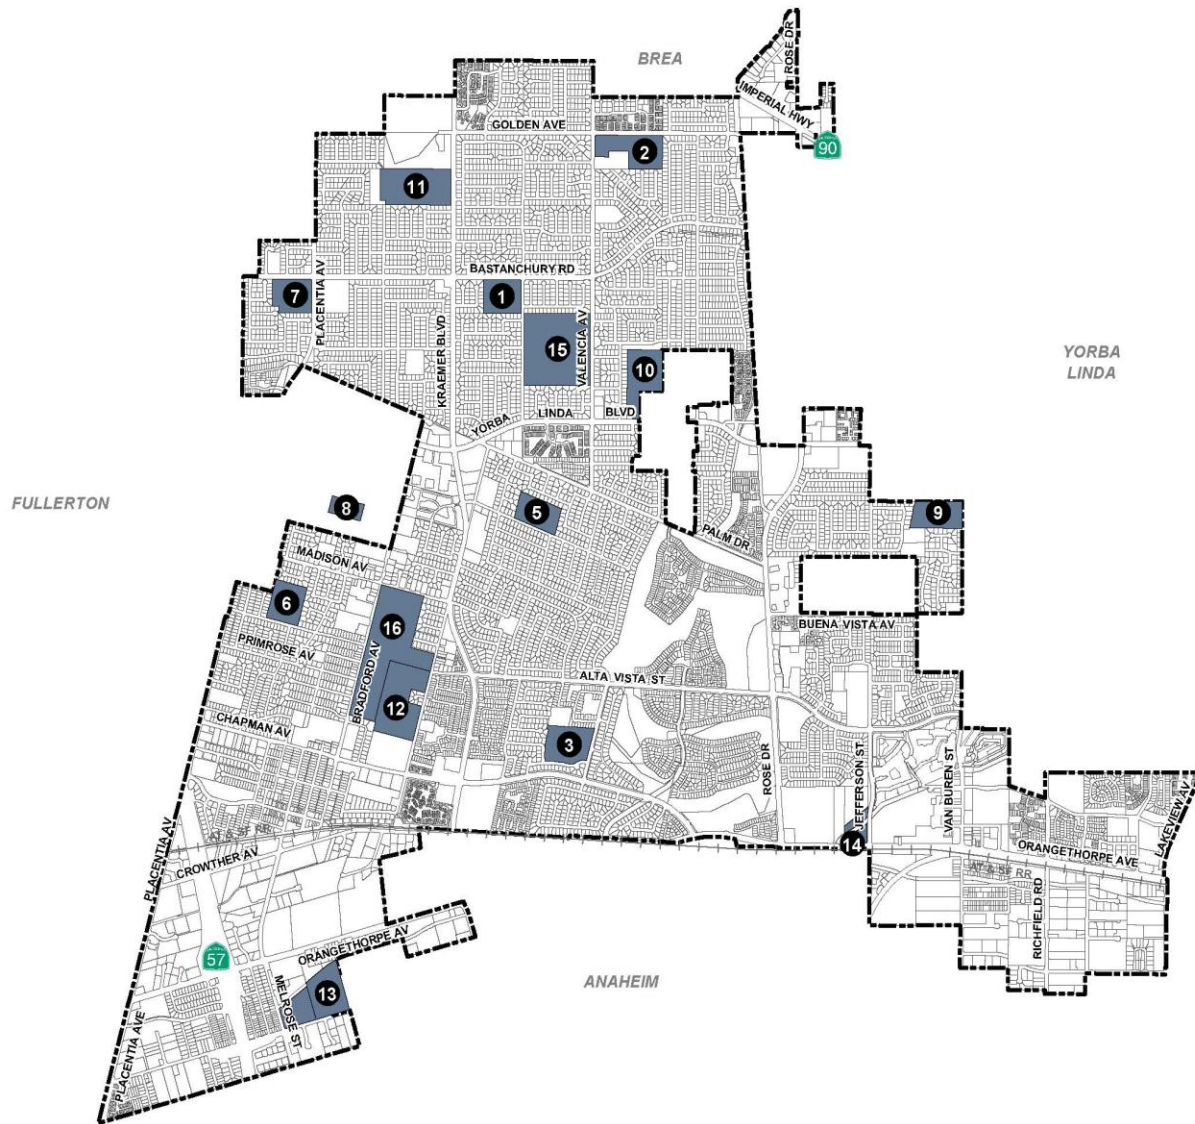 BREA
ROSE DR
IMPERIAL HWY
90
GOLDEN AVE
2
11
BASTANCHURY RD
7
PLACENTIA AV
1
KRAEMER BLVD
15
VALENCIA AV
10
YORBA
LINDA
YORBA
LINDA
BLVD
FULLERTON
8
5
9
PALM DR
MADISON AV
6
16
BUENA VISTA AV
PRIMROSE AV
BRADFORD AV
ALTA VISTA ST
12
CHAPMAN AV
3
ROSE DR
JEFFERSON ST
VAN BUREN ST
LAKEVIEW AV
14
ORANGETHORPE AVE
AT & SF RR
PLACENTIA AV
CROWTHER AV
AT & SF RR
RICHFIELD RD
ORANGETHORPE AV
57
ANAHEIM
MELROSE ST
13
PLACENTIA AVE